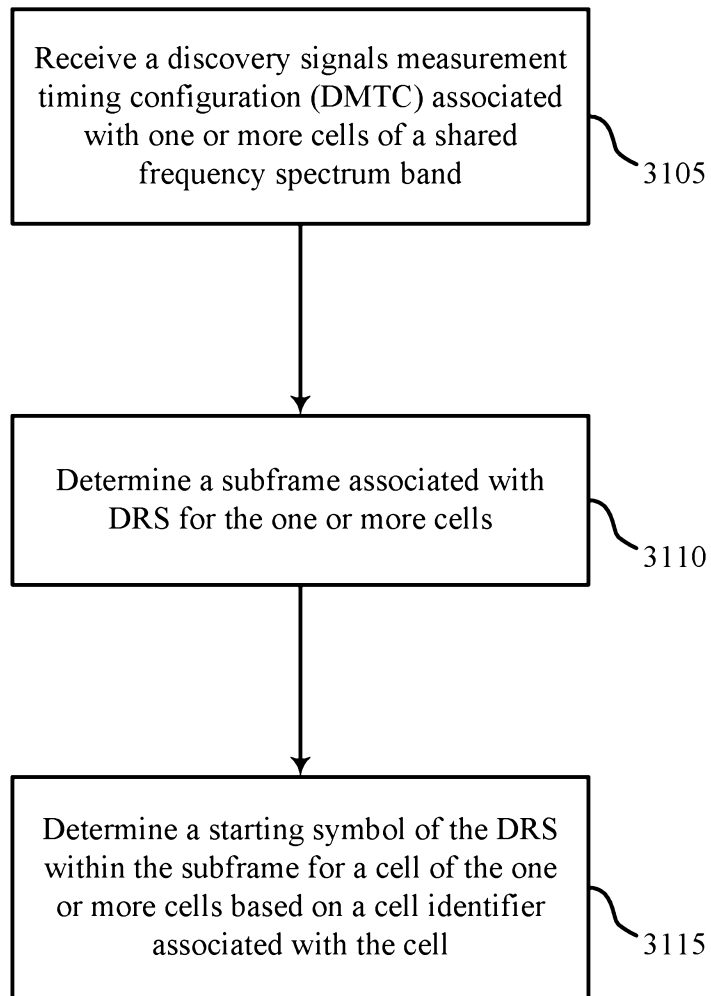 Receive a discovery signals measurement
timing configuration (DMTC) associated
with one or more cells of a shared
frequency spectrum band
3105
Determine a subframe associated with
DRS for the one or more cells
3110
Determine a starting symbol of the DRS
within the subframe for a cell of the one
or more cells based on a cell identifier
associated with the cell
3115